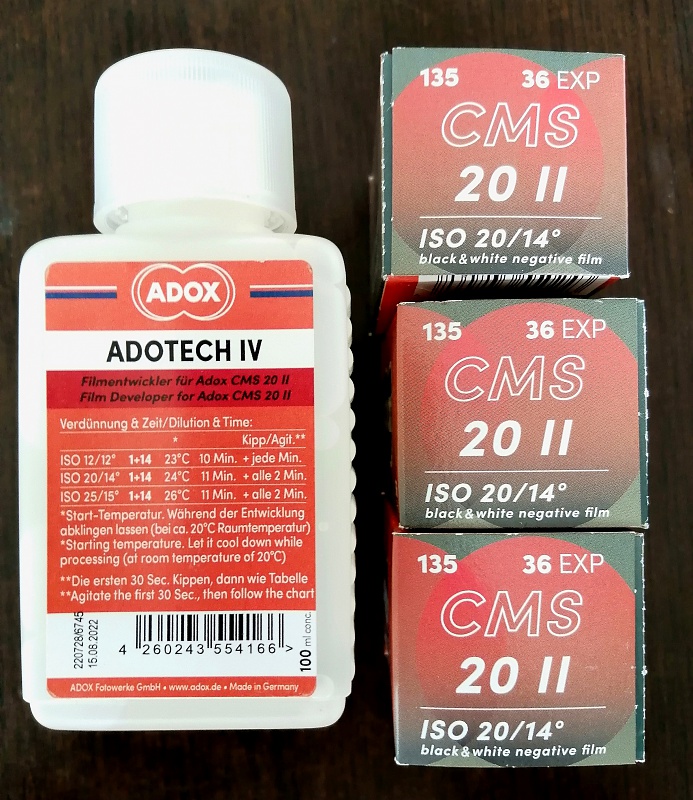 ADOX
ADOTECH IV
Filmentwickler für Adox CMS 20 II
Film Developer for Adox CMS 20 II
Verdünnung & Zeit/Dilution & Time:
* Kipp/Agit.**
ISO 12/12° 1+14 23°C 10 Min. + jede Min.
ISO 20/14° 1+14 24°C 11 Min. + alle 2 Min.
ISO 25/15° 1+14 26°C 11 Min. + alle 2 Min.
*Start-Temperatur. Während der Entwicklung
abklingen lassen (bei ca. 20°C Raumtemperatur)
*Starting temperature. Let it cool down while
processing (at room temperature of 20°C)
**Die ersten 30 Sec. Kippen, dann wie Tabelle
**Agitate the first 30 Sec., then follow the chart
220728/6745
15.08.2022
4 260243 554166 >
100 ml conc.
ADOX Fotowerke GmbH • www.adox.de • Made in Germany
135 36 EXP
CMS
20 II
ISO 20/14°
black&white negative film
135 36 EXP
CMS
20 II
ISO 20/14°
black&white negative film
135 36 EXP
CMS
20 II
ISO 20/14°
black&white negative film